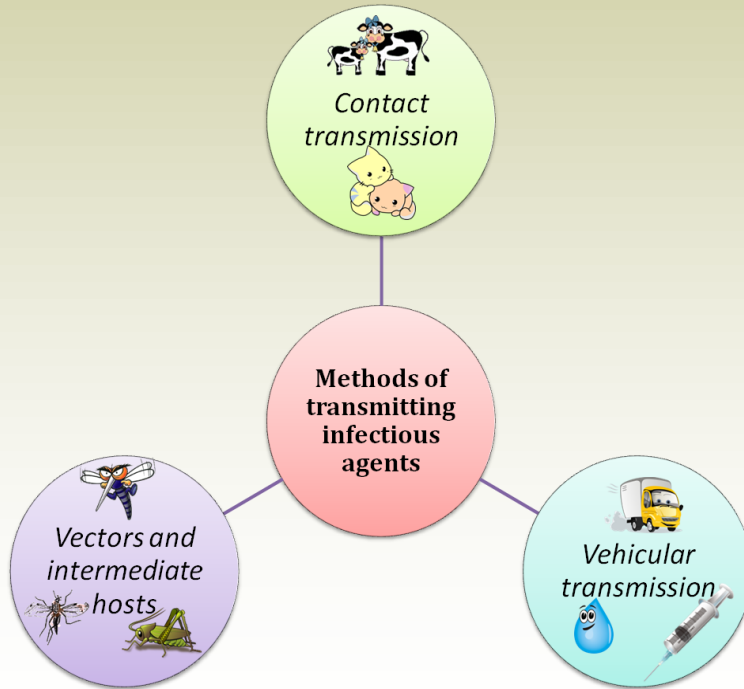 Contact
transmission
Methods of
transmitting
infectious
agents
Vectors and
intermediate
hosts
Vehicular
transmission